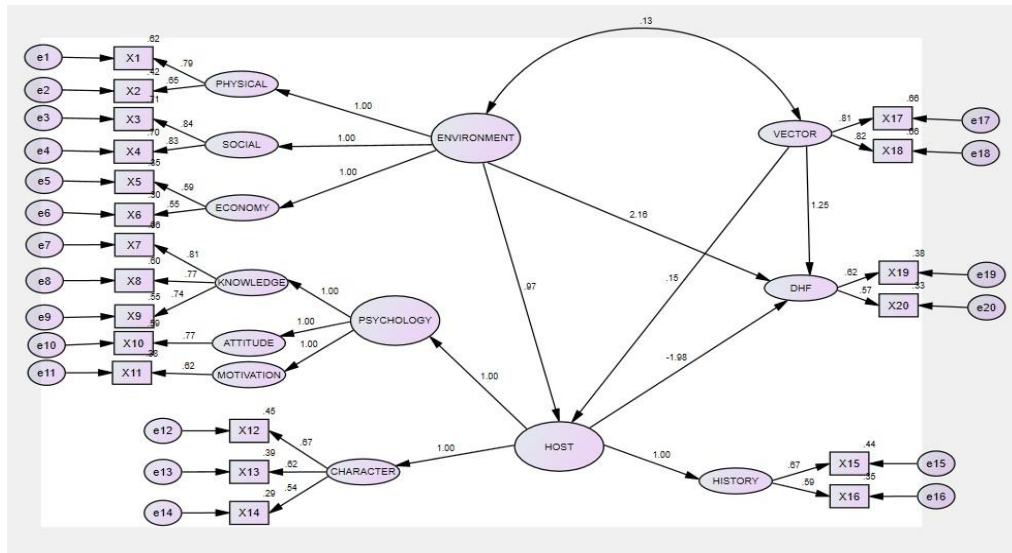 .13
e1
X1
.62
.79
e2
X2
.42
.65
PHYSICAL
1.00
e3
X3
.71
.84
e4
X4
.70
.83
SOCIAL
1.00
ENVIRONMENT
e5
X5
.35
.59
e6
X6
.30
.55
ECONOMY
1.00
VECTOR
.81
X17
.66
e17
.82
X18
.66
e18
e7
X7
.66
.81
e8
X8
.60
.77
KNOWLEDGE
1.00
e9
X9
.55
.74
e10
X10
.59
.77
ATTITUDE
1.00
e11
X11
.38
.62
MOTIVATION
1.00
PSYCHOLOGY
2.16
1.25
.97
.15
-1.98
1.00
DHF
.62
X19
.38
e19
.57
X20
.33
e20
e12
X12
.45
.67
e13
X13
.39
.62
e14
X14
.29
.54
CHARACTER
1.00
HOST
1.00
HISTORY
.67
X15
.44
e15
.59
X16
.35
e16